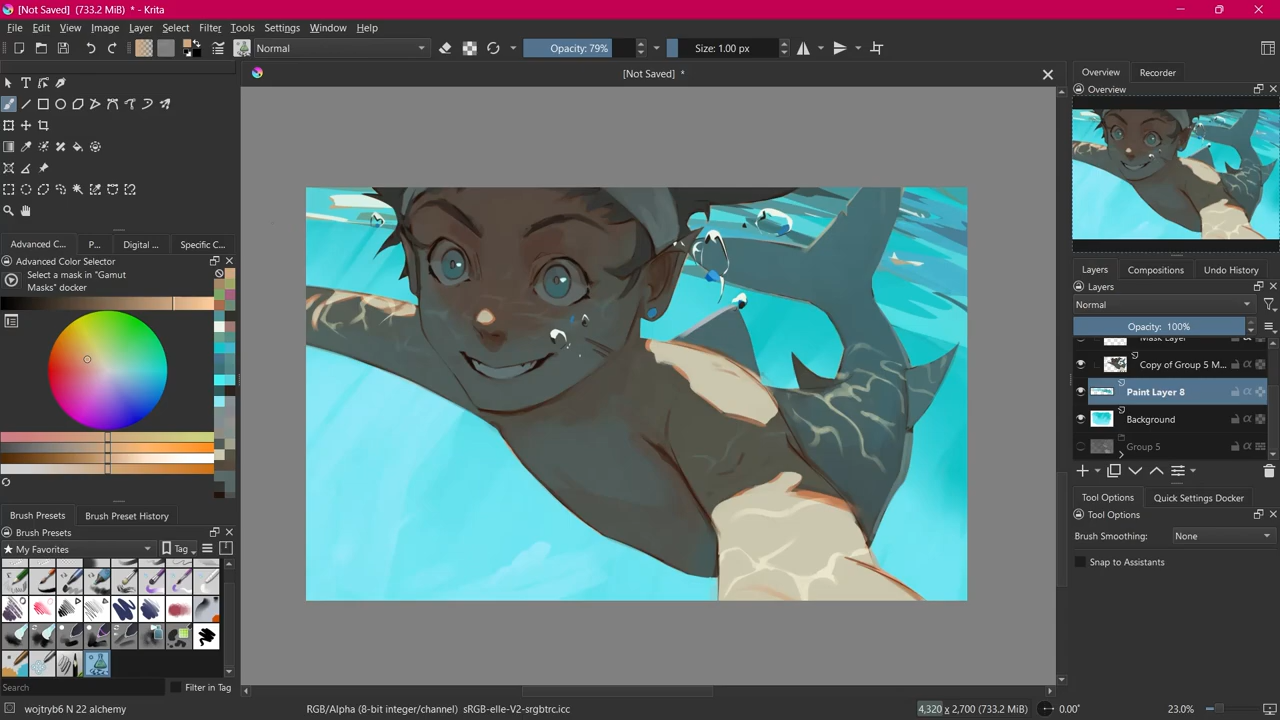 [Not Saved] (733.2 MiB) * - Krita
File Edit View Image Layer Select Filter Tools Settings Window Help
Normal
Opacity: 79%
Size: 1.00 px
[Not Saved] *
Overview Recorder
Overview
Advanced C... P... Digital ... Specific C...
Advanced Color Selector
Select a mask in "Gamut
Masks" docker
Layers Compositions Undo History
Layers
Normal
Opacity: 100%
Mask Layer
Copy of Group 5 M...
Paint Layer 8
Background
Group 5
Tool Options Quick Settings Docker
Tool Options
Brush Smoothing: None
Snap to Assistants
Brush Presets Brush Preset History
Brush Presets
★ My Favorites
Tag
Search
Filter in Tag
wojtryb6 N 22 alchemy
RGB/Alpha (8-bit integer/channel) sRGB-elle-V2-srgbtrc.icc
4,320 x 2,700 (733.2 MiB)
0.00°
23.0%